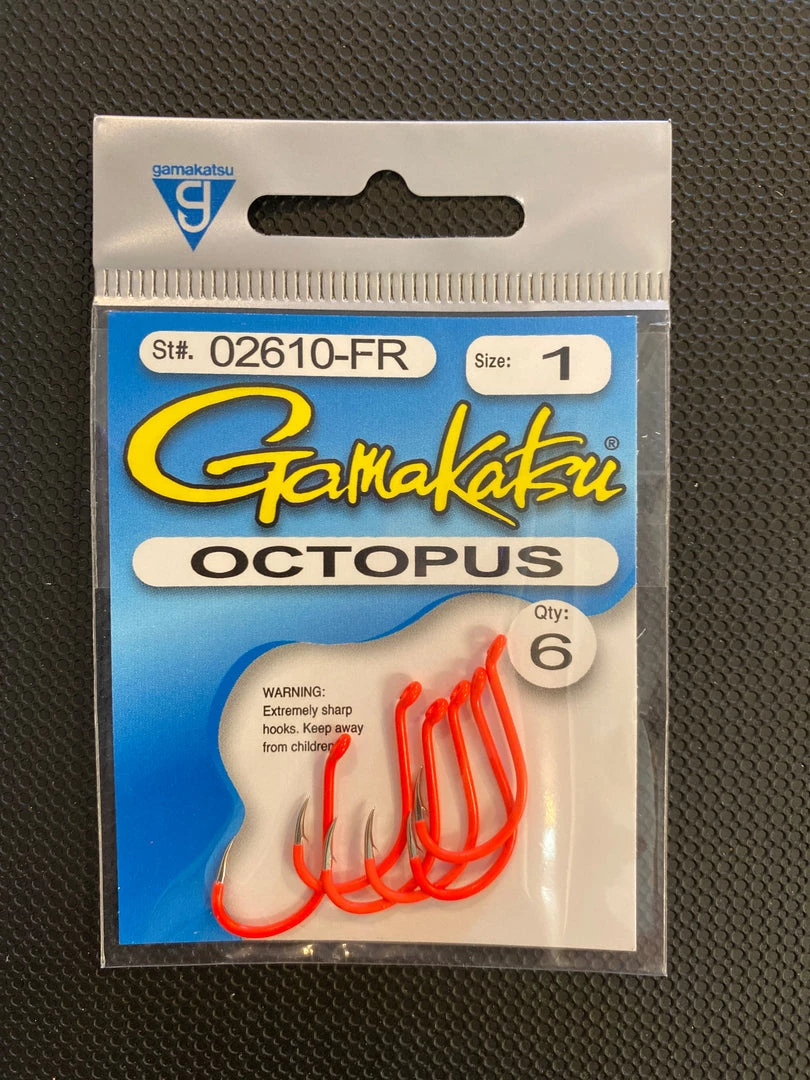 gamakatsu
g
St#. 02610-FR
Size: 1
Gamakatsu®
OCTOPUS
Qty:
6
WARNING:
Extremely sharp
hooks. Keep away
from children